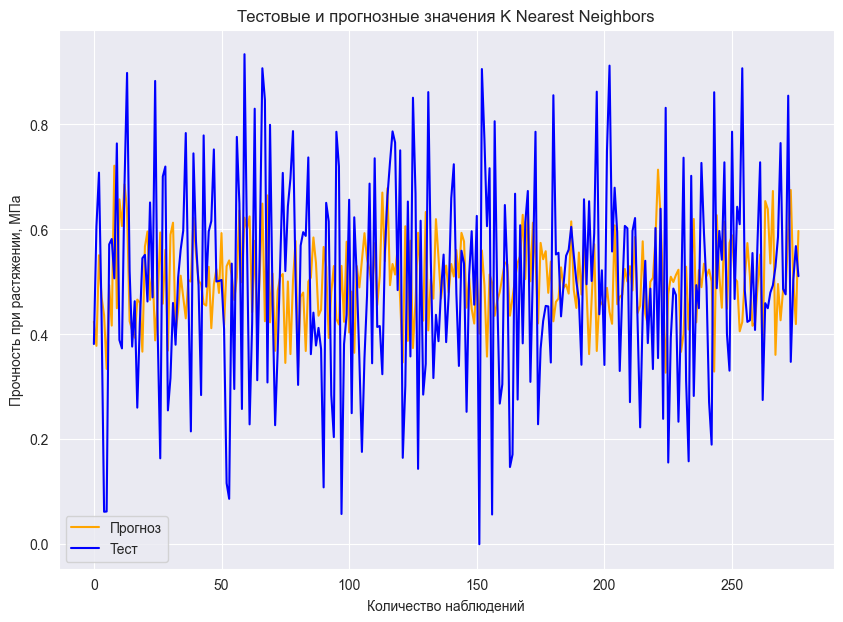 Тестовые и прогнозные значения K Nearest Neighbors
Прочность при растяжении, МПа
0.8
0.6
0.4
0.2
0.0
Прогноз
Тест
0
50
100
150
200
250
Количество наблюдений